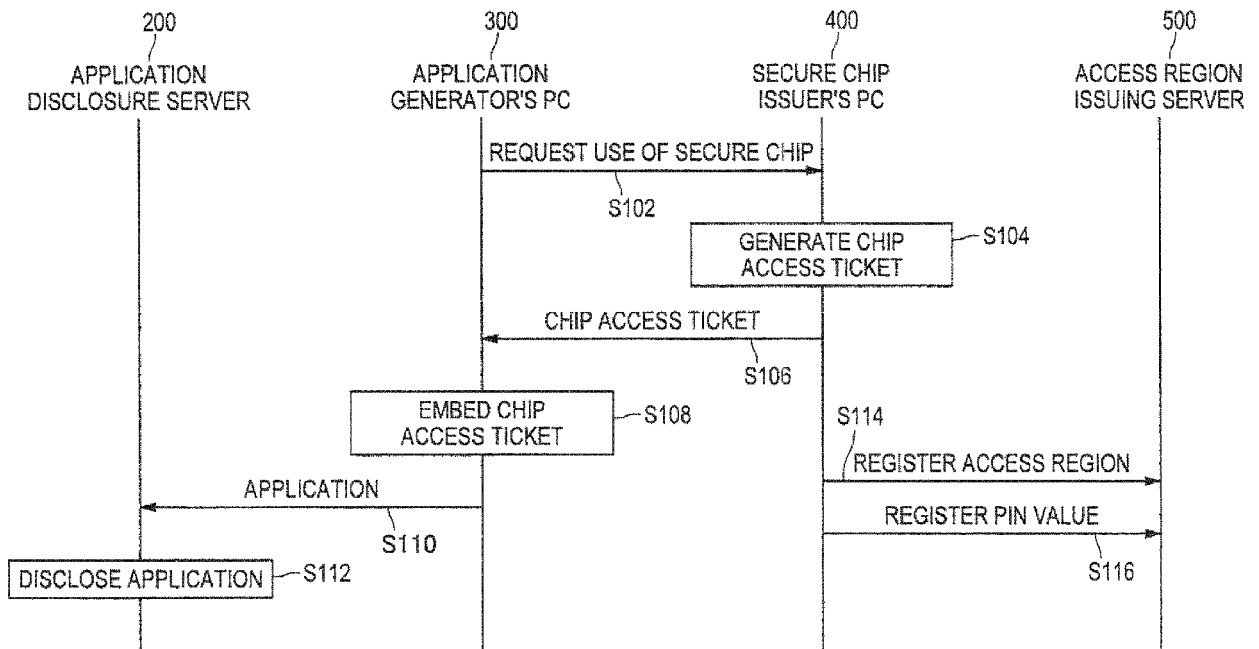 200
300
400
500
APPLICATION
DISCLOSURE SERVER
APPLICATION
GENERATOR'S PC
SECURE CHIP
ISSUER'S PC
ACCESS REGION
ISSUING SERVER
REQUEST USE OF SECURE CHIP
S102
GENERATE CHIP
ACCESS TICKET
S104
CHIP ACCESS TICKET
S106
EMBED CHIP
ACCESS TICKET
S108
S114
REGISTER ACCESS REGION
APPLICATION
S110
REGISTER PIN VALUE
S116
DISCLOSE APPLICATION
S112